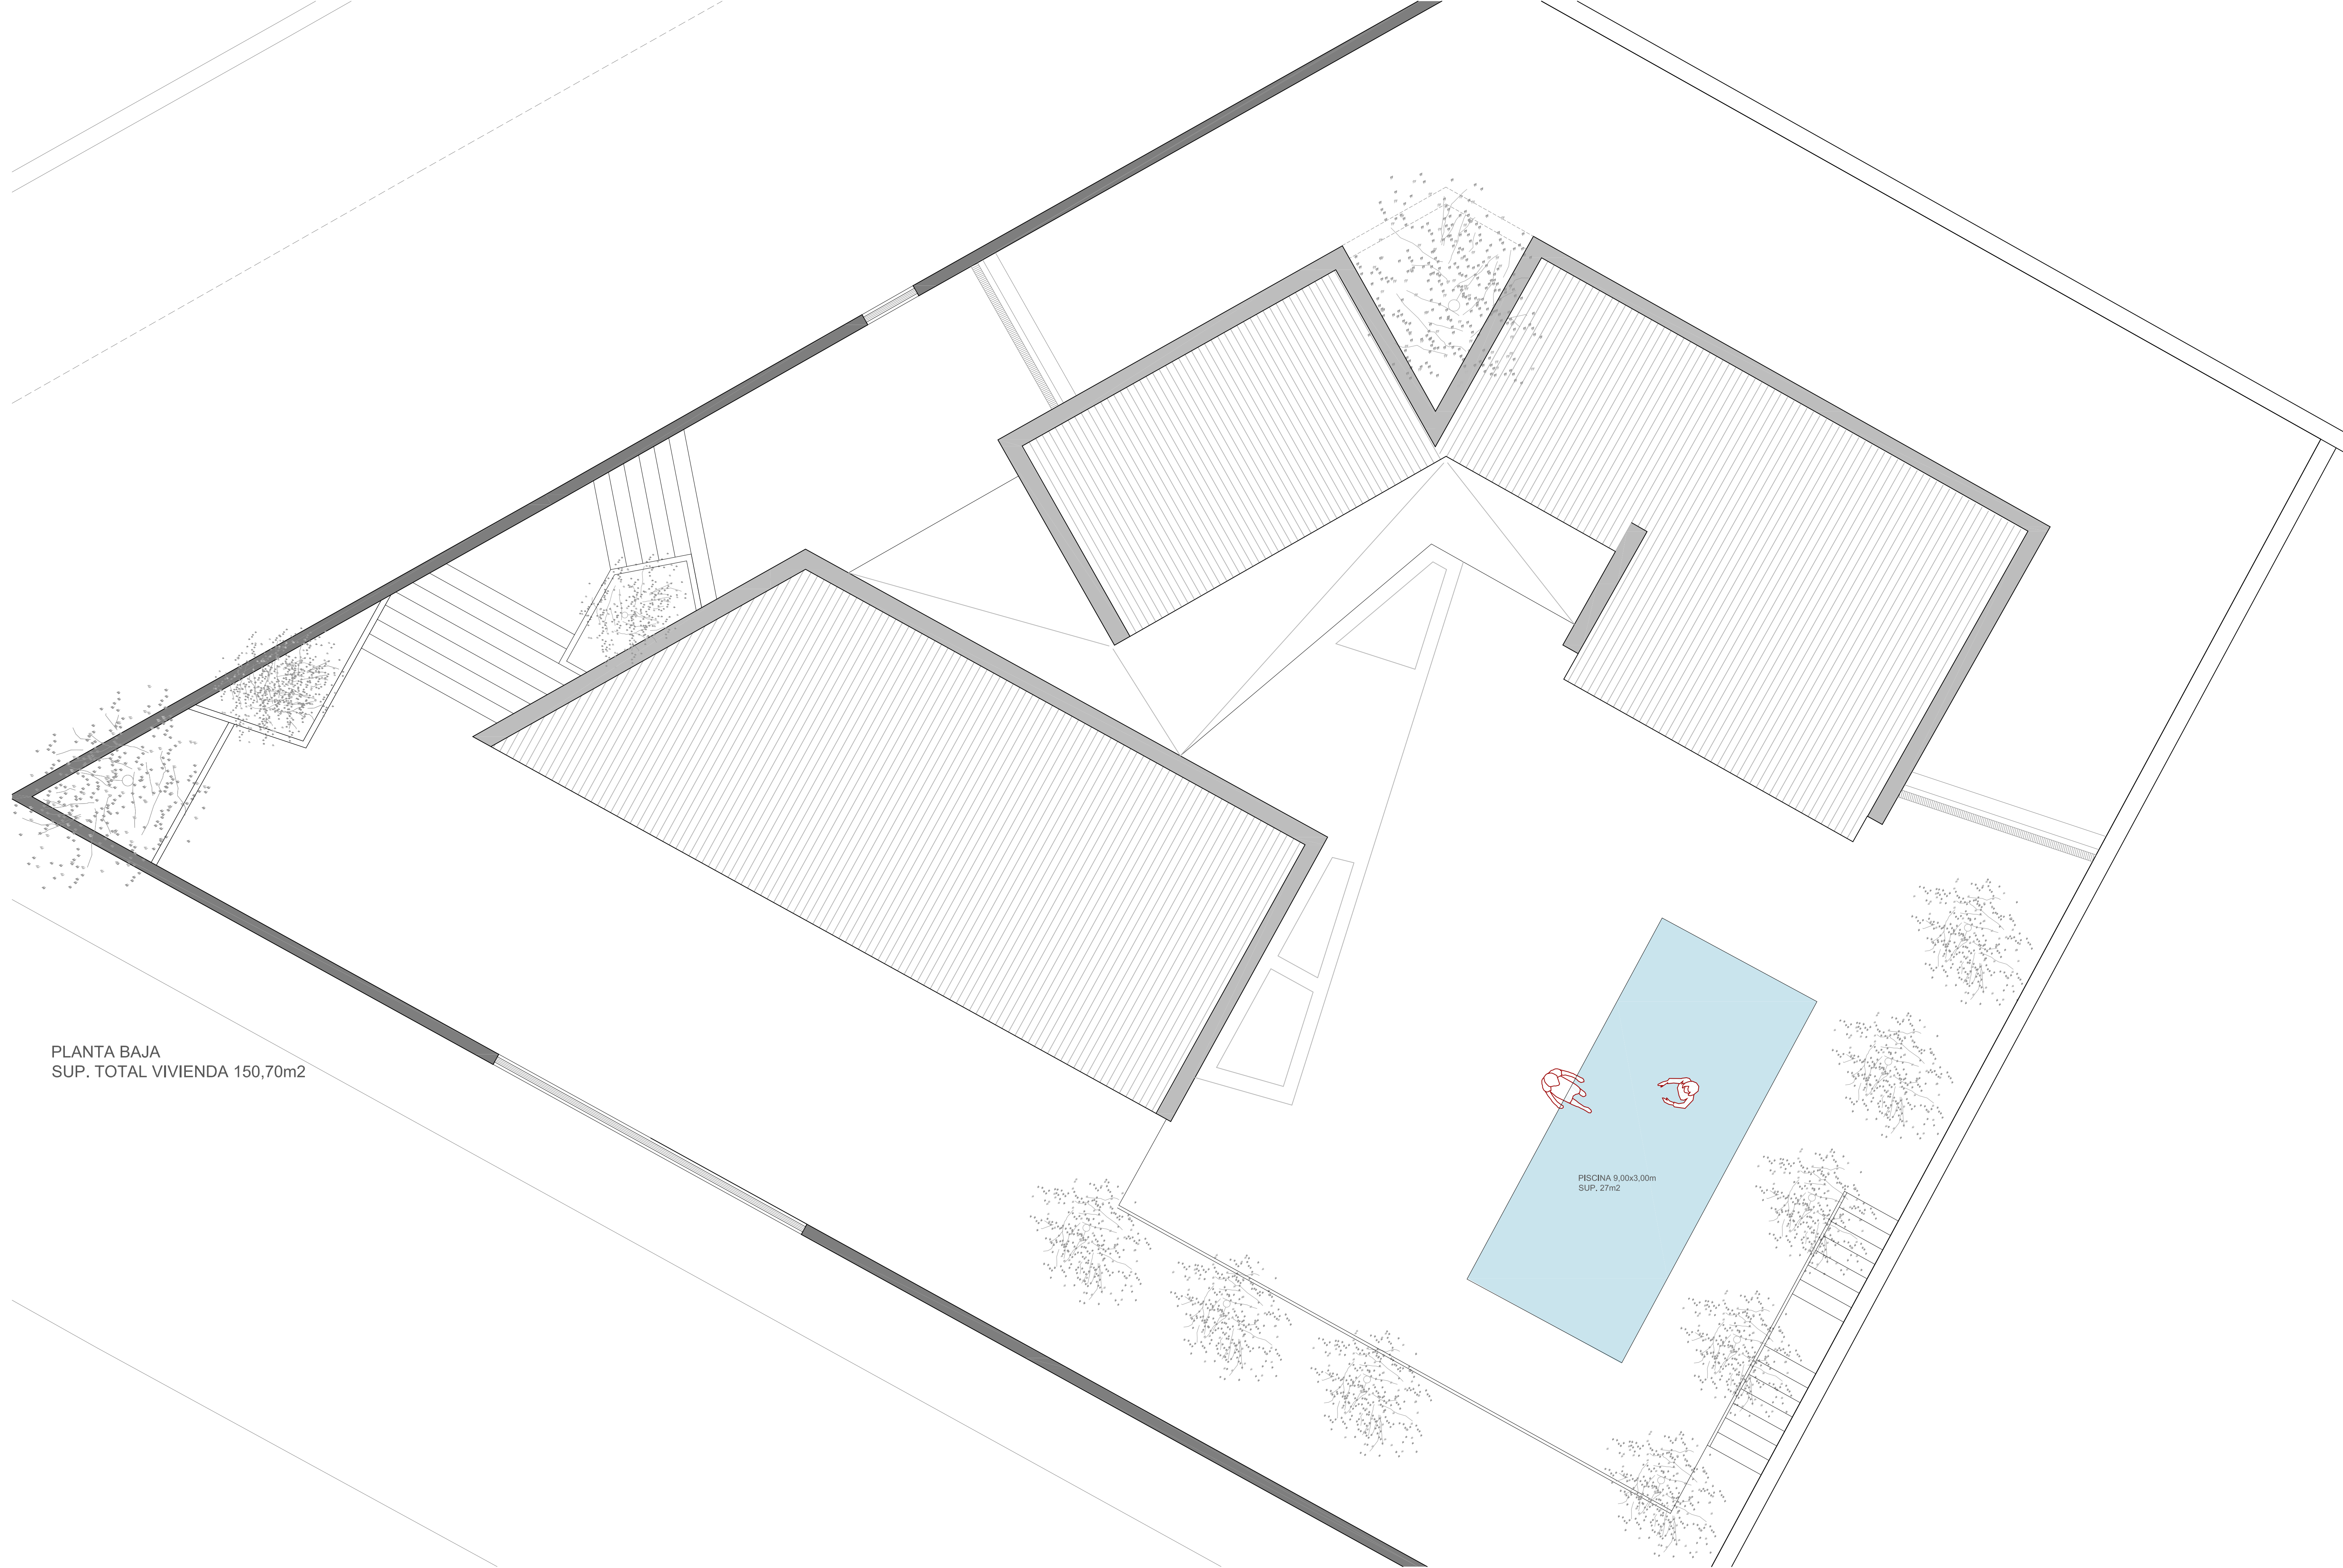 PLANTA BAJA
SUP. TOTAL VIVIENDA 150,70m2
PISCINA 9,00x3,00m
SUP. 27m2